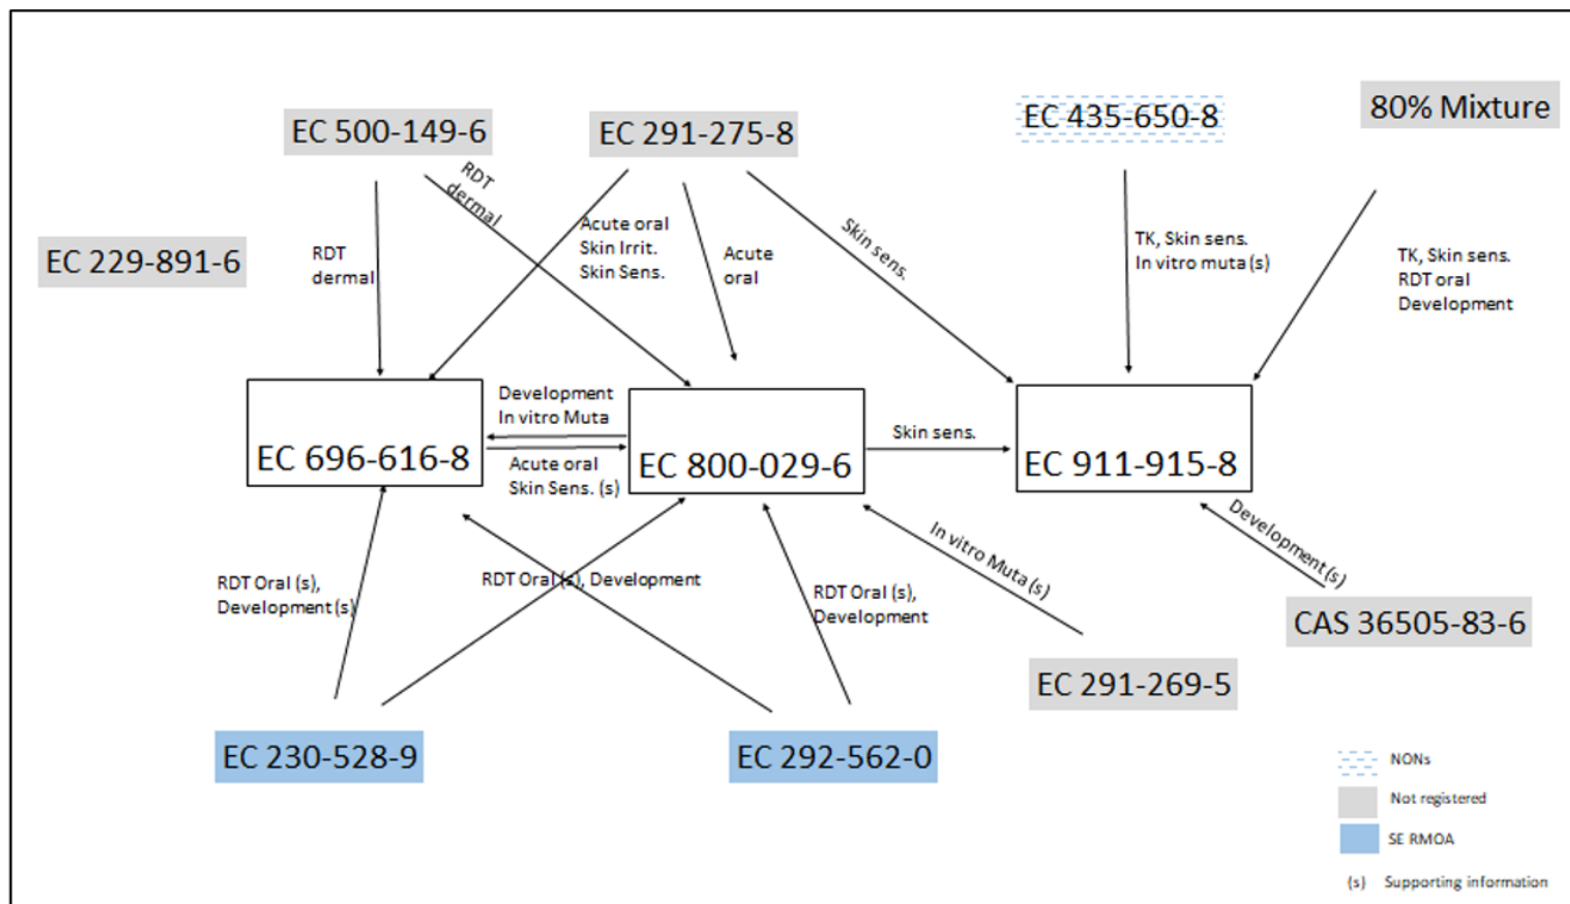 EC 500-149-6
EC 291-275-8
EC 435-650-8
80% Mixture
RDT
dermal
EC 229-891-6
RDT
dermal
Acute oral
Skin Irrit.
Skin Sens.
Acute
oral
Skin sens.
TK, Skin sens.
In vitro muta (s)
TK, Skin sens.
RDT oral
Development
EC 696-616-8
Development
In vitro Muta
Acute oral
Skin Sens. (s)
EC 800-029-6
Skin sens.
EC 911-915-8
RDT Oral (s),
Development (s)
RDT Oral (s), Development
RDT Oral (s),
Development
In vitro Muta (s)
Development (s)
CAS 36505-83-6
EC 291-269-5
EC 230-528-9
EC 292-562-0
NONs
Not registered
SE RMOA
(s) Supporting information